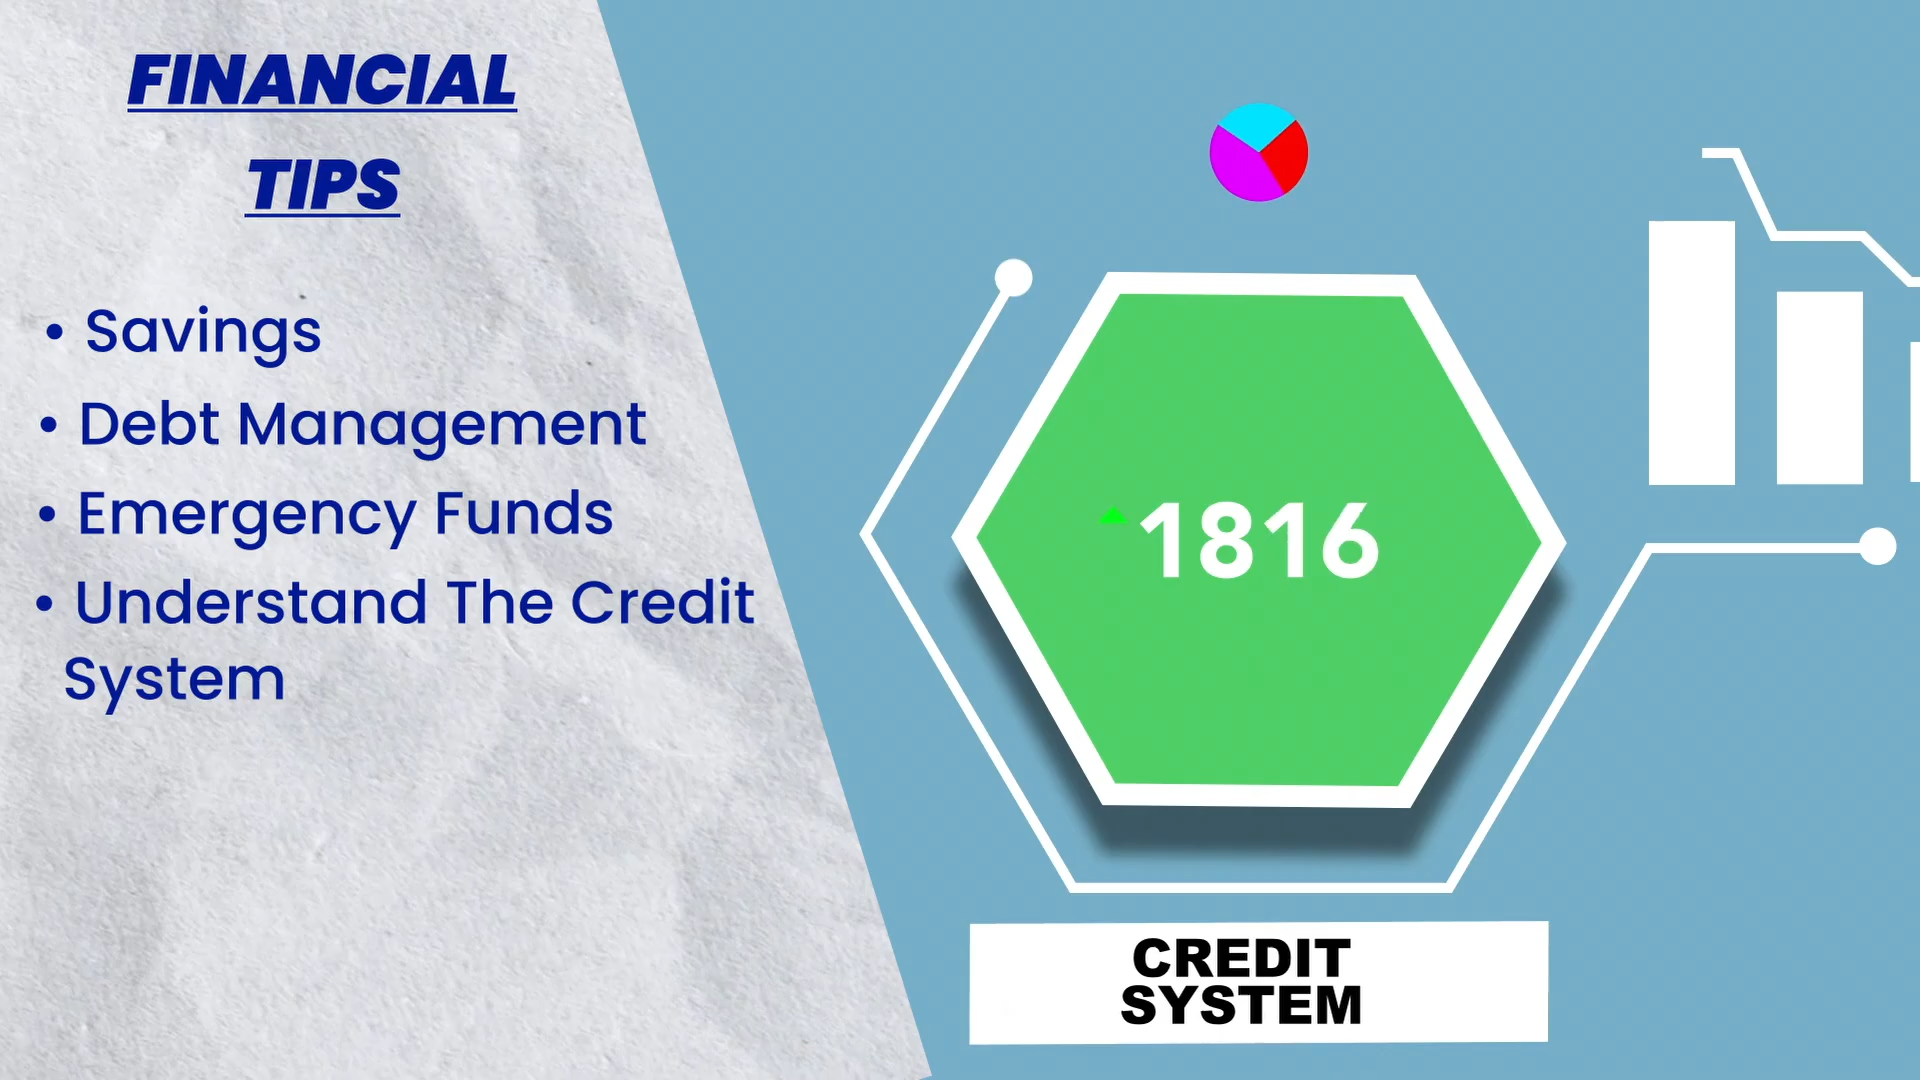 FINANCIAL
TIPS
• Savings
• Debt Management
• Emergency Funds
• Understand The Credit
System
1816
CREDIT
SYSTEM